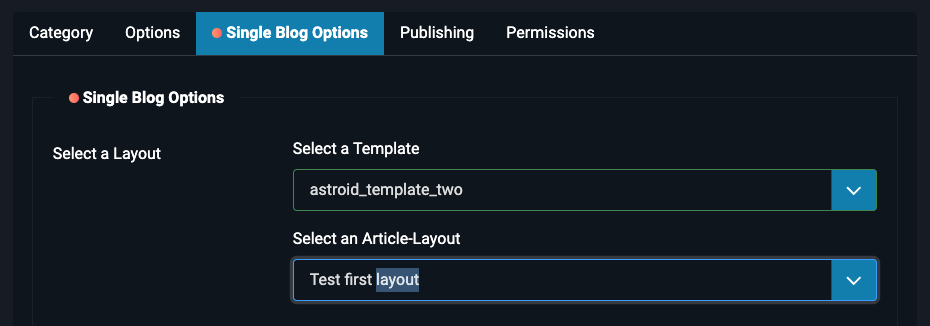 Category Options Single Blog Options Publishing Permissions
Single Blog Options
Select a Layout
Select a Template
astroid_template_two
Select an Article-Layout
Test first layout